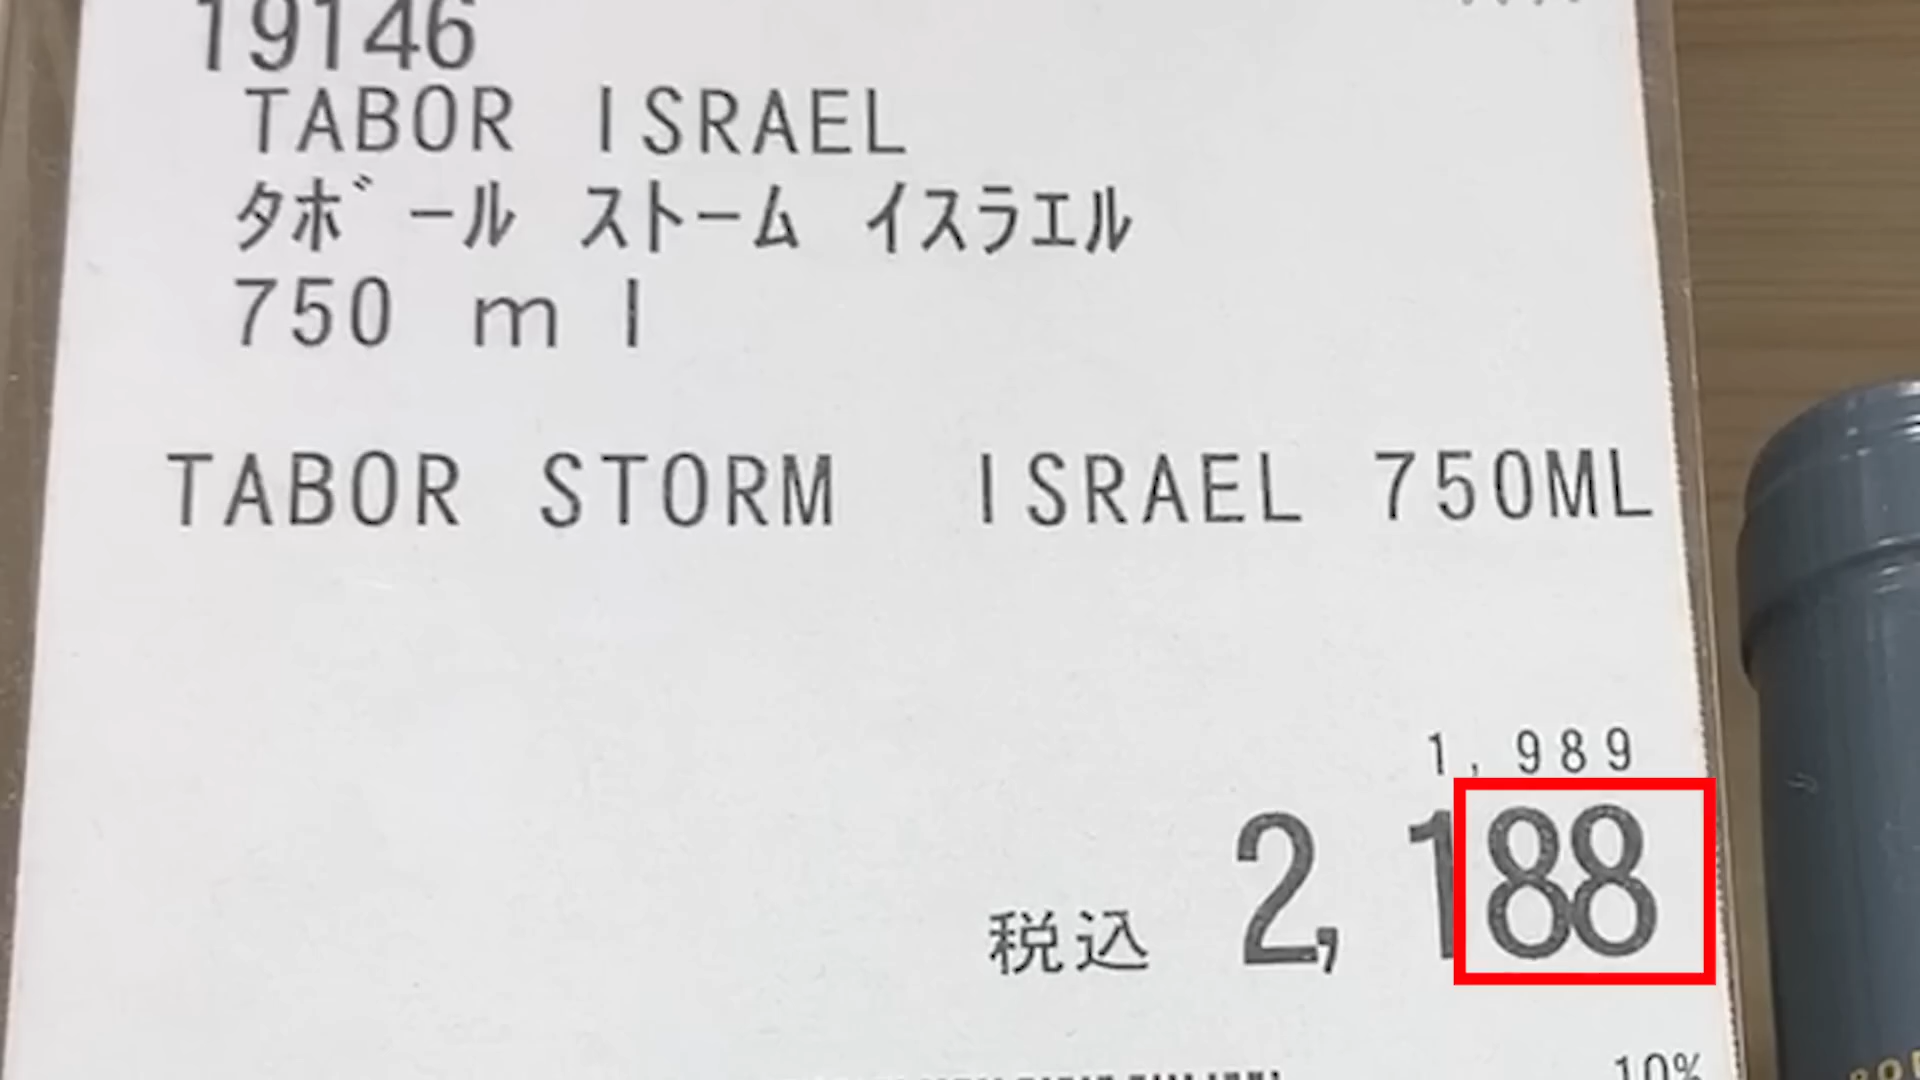 19146
TABOR ISRAEL
タボール ストーム イスラエル
750 ml
TABOR STORM ISRAEL 750ML
1,989
税込 2,188
10%